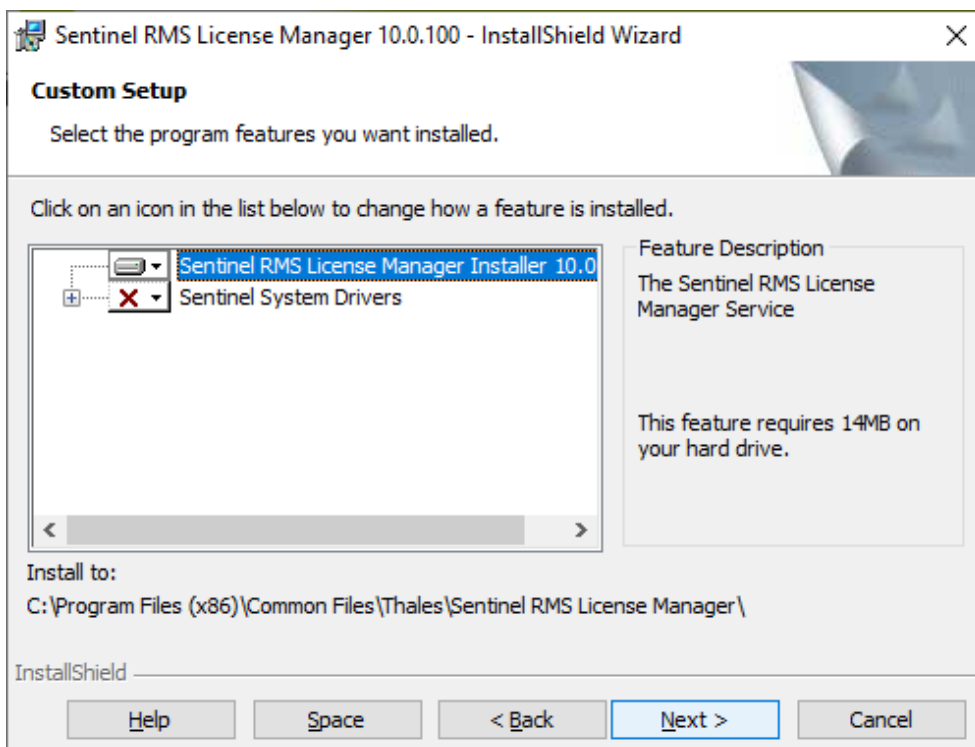 Sentinel RMS License Manager 10.0.100 - InstallShield Wizard
Custom Setup
Select the program features you want installed.
Click on an icon in the list below to change how a feature is installed.
Sentinel RMS License Manager Installer 10.0
Sentinel System Drivers
Feature Description
The Sentinel RMS License
Manager Service
This feature requires 14MB on
your hard drive.
Install to:
C:\Program Files (x86)\Common Files\Thales\Sentinel RMS License Manager\
InstallShield
Help
Space
< Back
Next >
Cancel